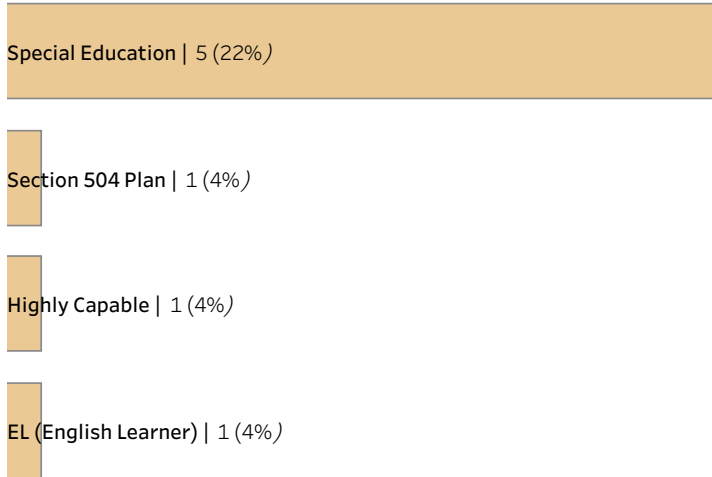 Special Education | 5 (22%)
Section 504 Plan | 1 (4%)
Highly Capable | 1 (4%)
EL (English Learner) | 1 (4%)